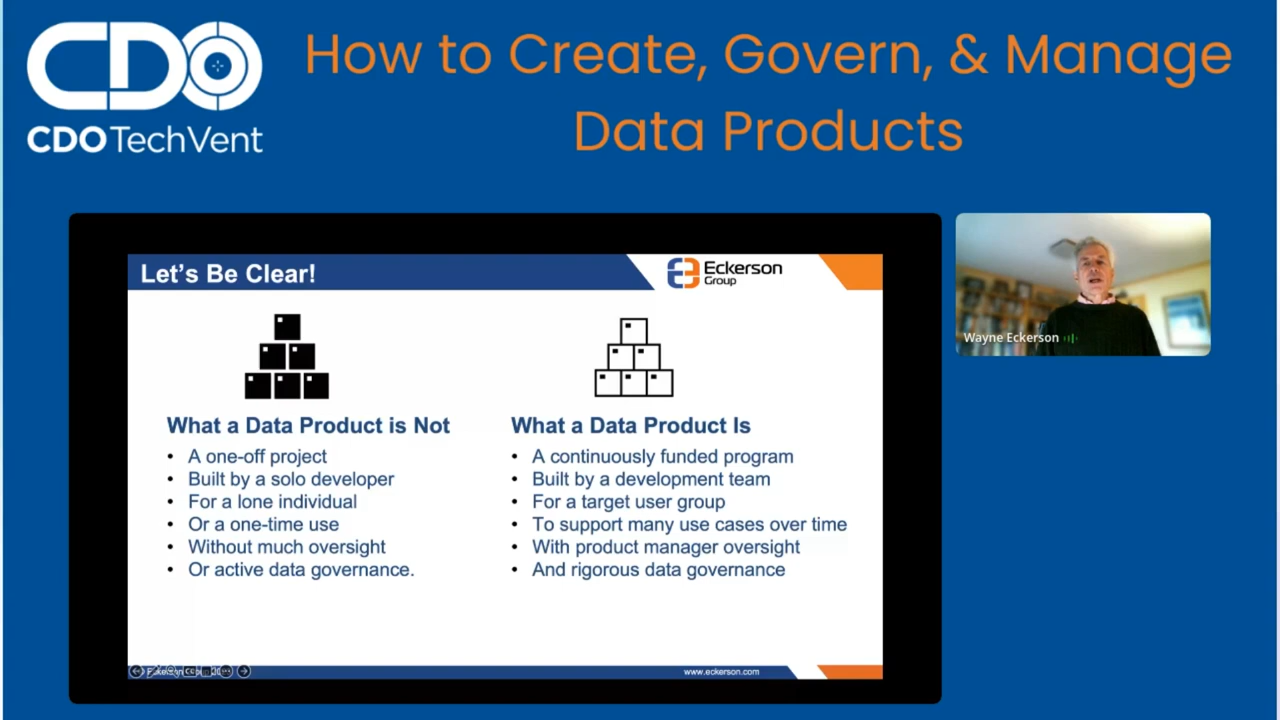 CDO
CDO TechVent
How to Create, Govern, & Manage
Data Products
Let's Be Clear!
Eckerson
Group
What a Data Product is Not
• A one-off project
• Built by a solo developer
• For a lone individual
• Or a one-time use
• Without much oversight
• Or active data governance.
What a Data Product Is
• A continuously funded program
• Built by a development team
• For a target user group
• To support many use cases over time
• With product manager oversight
• And rigorous data governance
www.eckerson.com
Wayne Eckerson